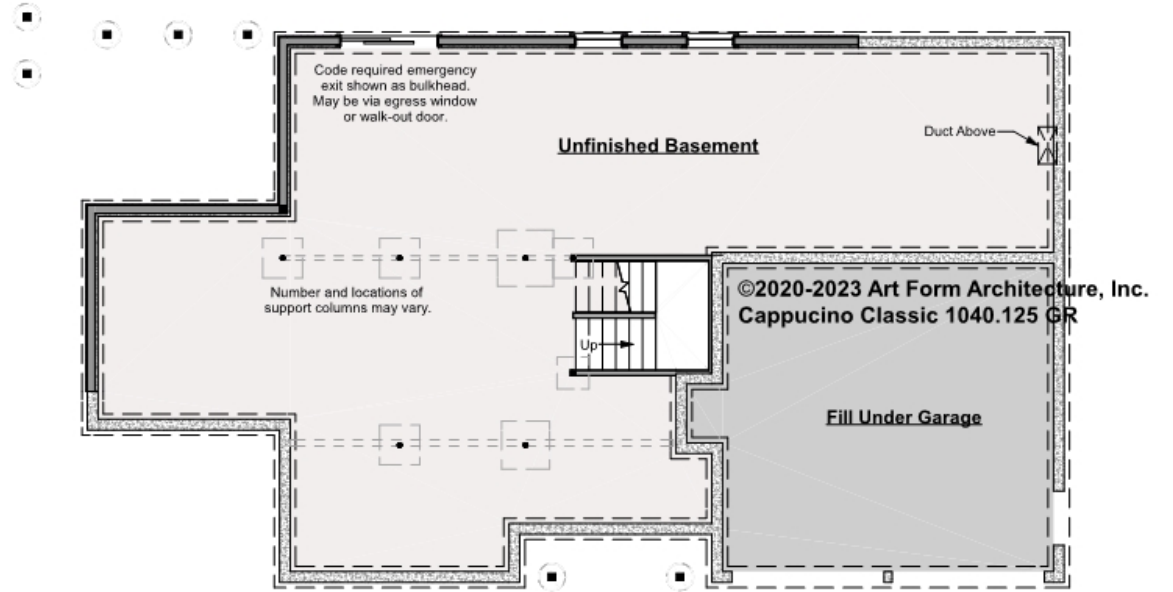 Code required emergency
exit shown as bulkhead.
May be via egress window
or walk-out door.
Unfinished Basement
Duct Above
Number and locations of
support columns may vary.
©2020-2023 Art Form Architecture, Inc.
Cappucino Classic 1040.125 GR
Up
Fill Under Garage